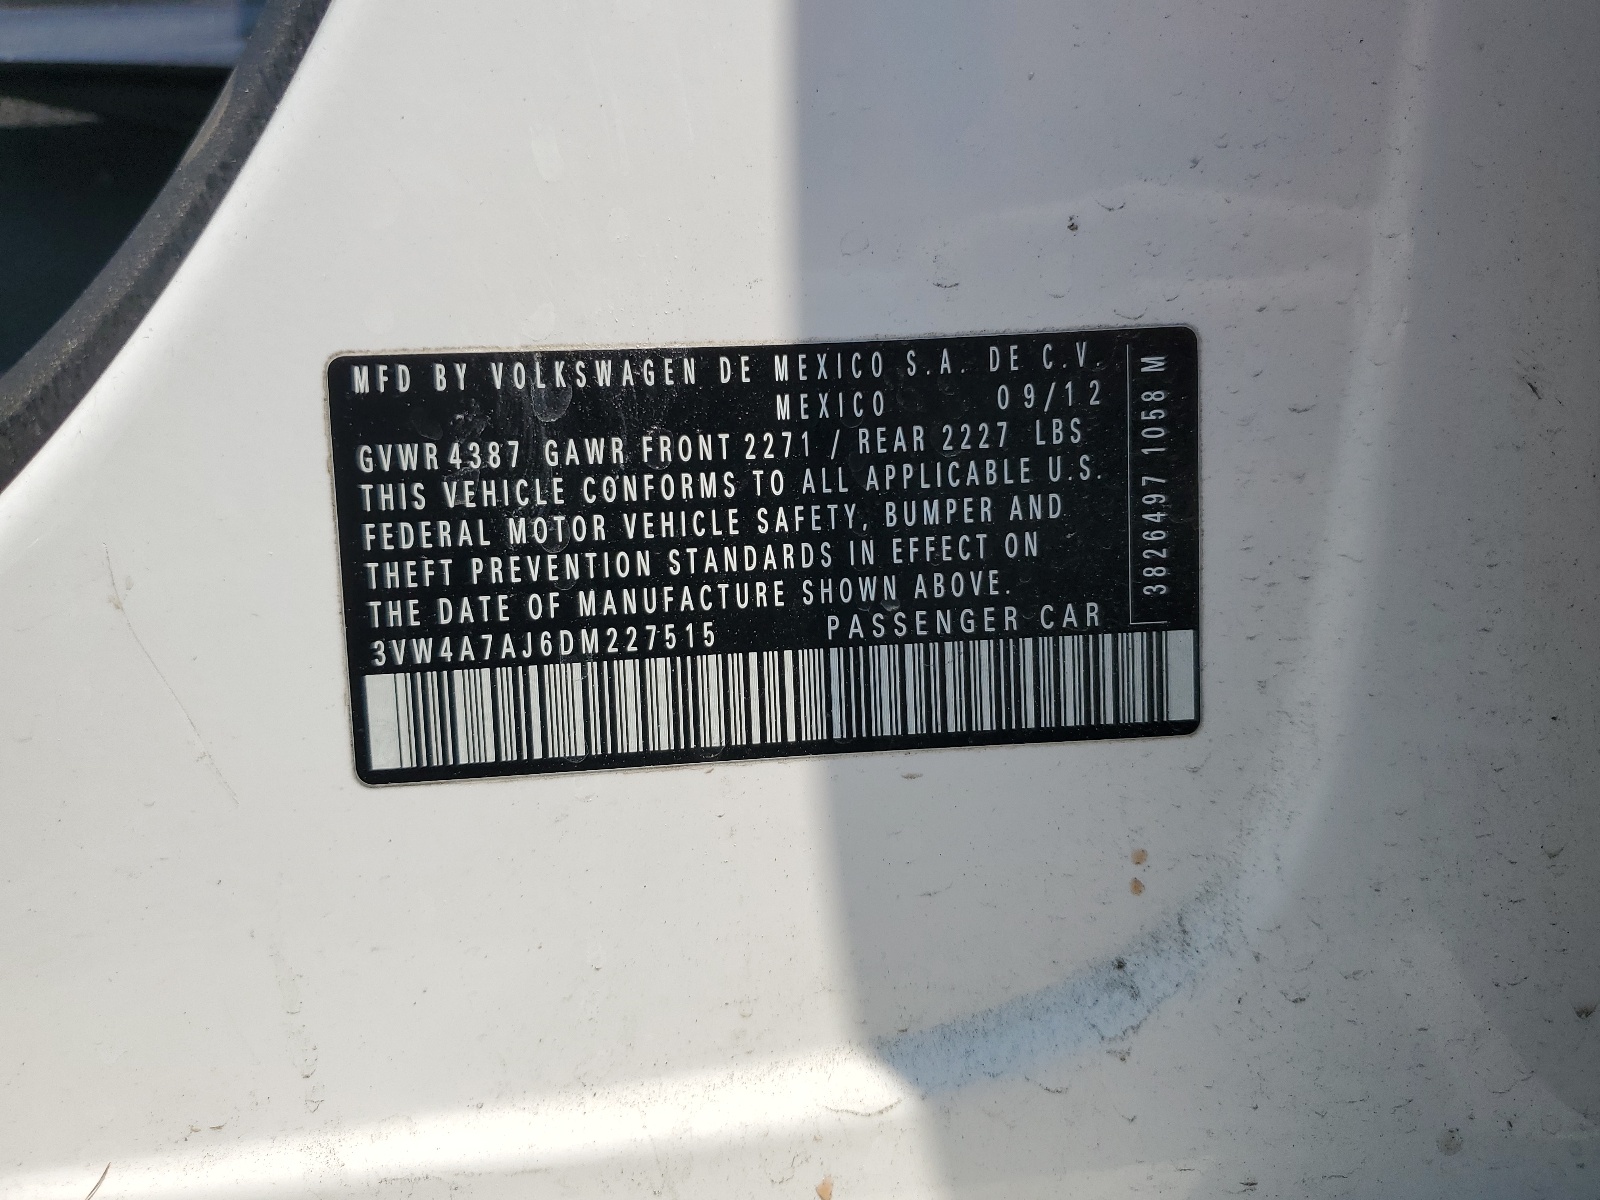 MFD BY VOLKSWAGEN DE MEXICO S.A. DE C.V.
MEXICO 09/12
GVWR 4387 GAWR FRONT 2271 / REAR 2227 LBS
THIS VEHICLE CONFORMS TO ALL APPLICABLE U.S.
FEDERAL MOTOR VEHICLE SAFETY, BUMPER AND
THEFT PREVENTION STANDARDS IN EFFECT ON
THE DATE OF MANUFACTURE SHOWN ABOVE.
3VW4A7AJ6DM227515 PASSENGER CAR
3826497 1058 M